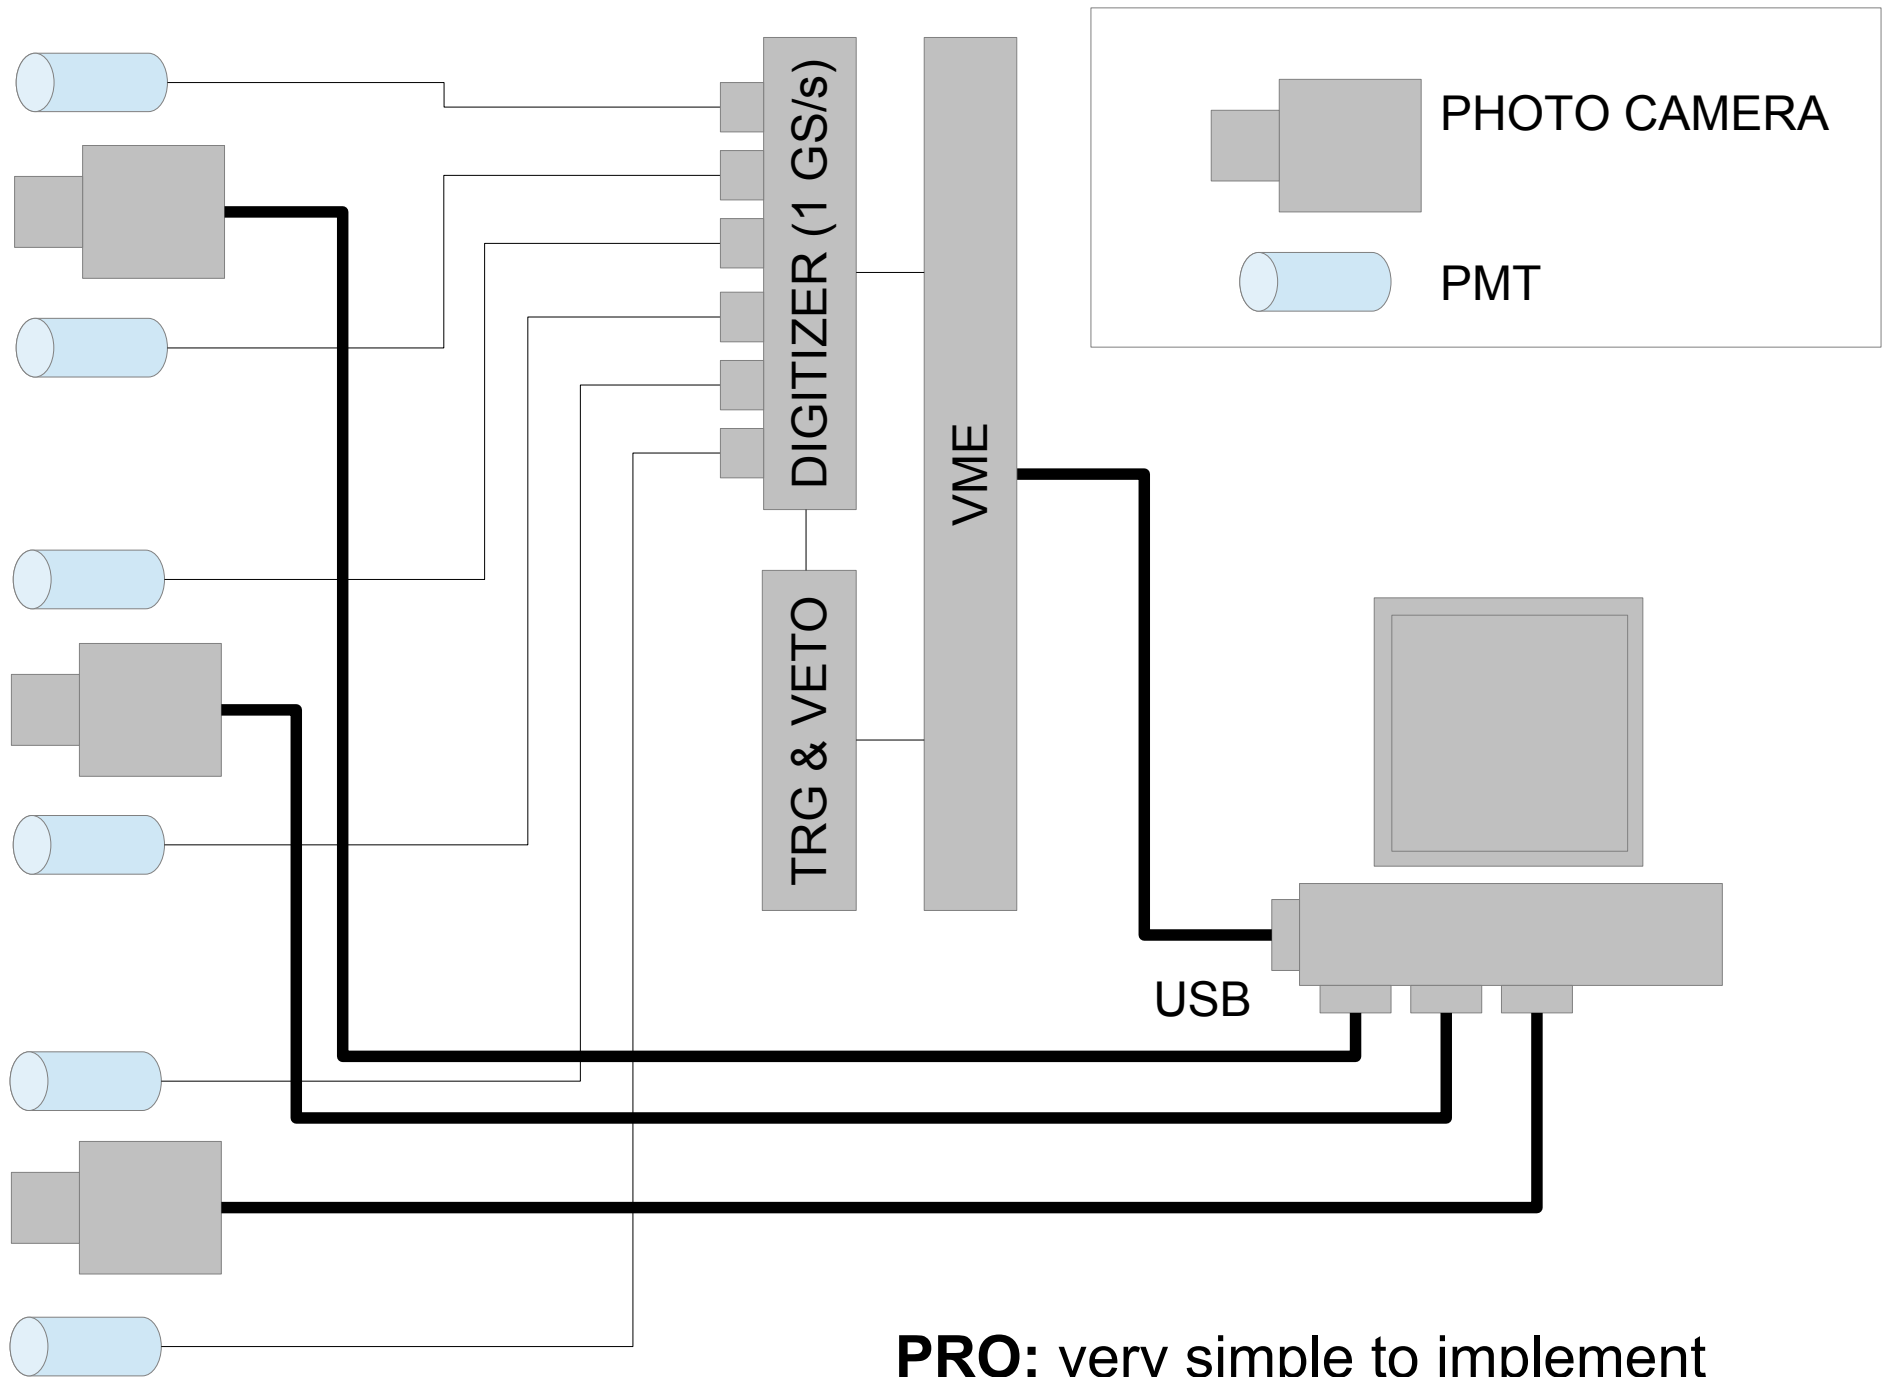 PHOTO CAMERA
PMT
DIGITIZER (1 GS/s)
VME
TRG & VETO
USB
PRO: very simple to implement